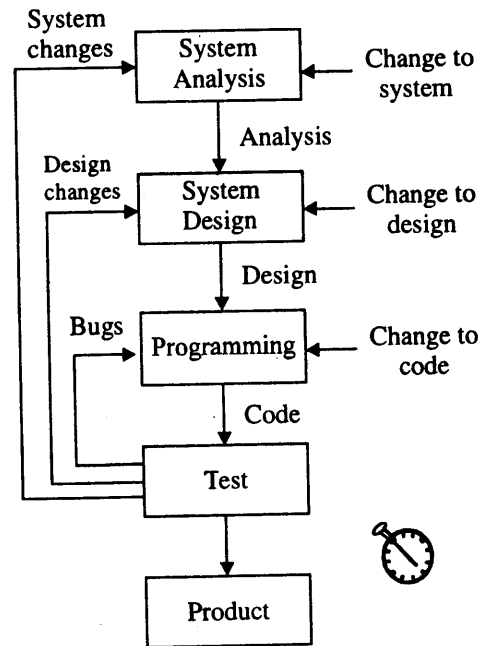 System
changes
System
Analysis
Change to
system
Analysis
Design
changes
System
Design
Change to
design
Design
Bugs
Programming
Change to
code
Code
Test
Product